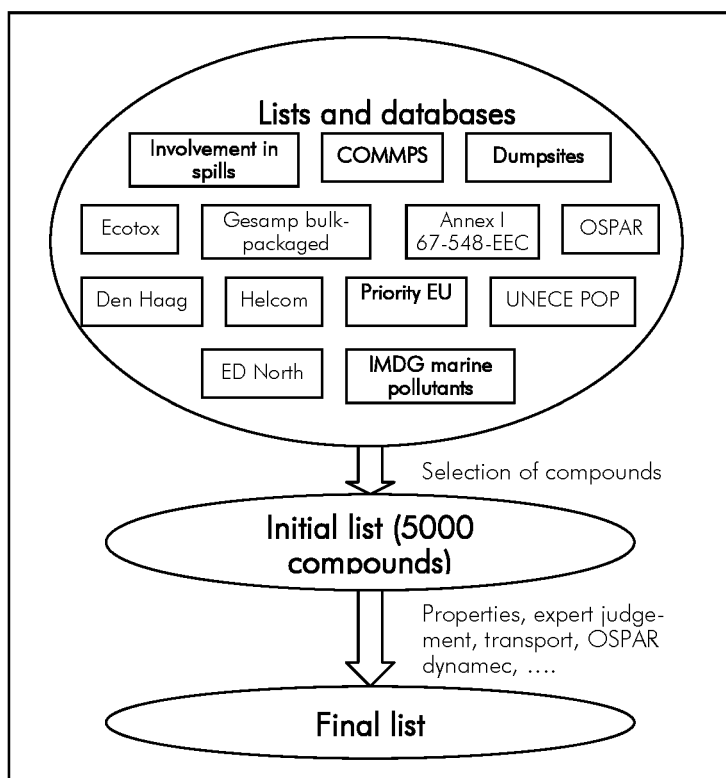 Lists and databases
Involvement in
spills
COMMPS
Dumpsites
Ecotox
Gesamp bulk-
packaged
Annex I
67-548-EEC
OSPAR
Den Haag
Helcom
Priority EU
UNECE POP
ED North
IMDG marine
pollutants
Selection of compounds
Initial list (5000
compounds)
Properties, expert judge-
ment, transport, OSPAR
dynamec, ....
Final list